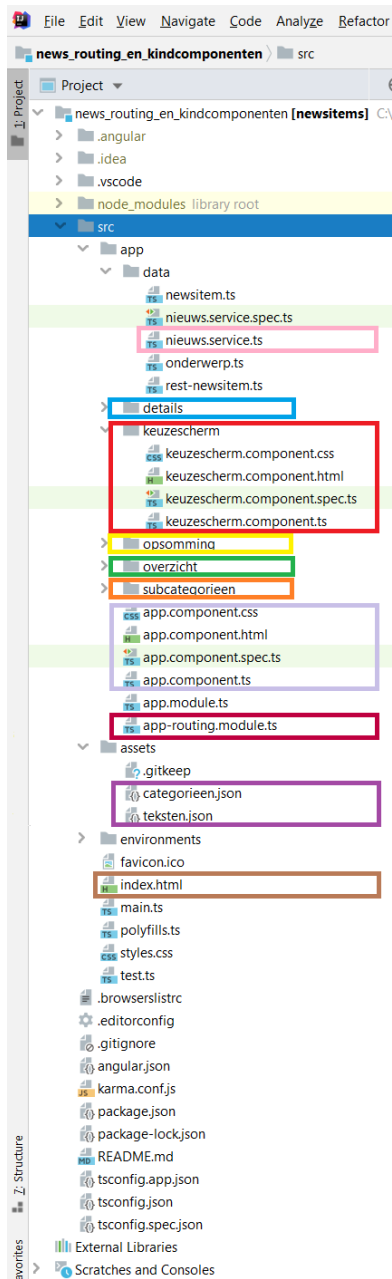 File Edit View Navigate Code Analyze Refactor
news_routing_en_kindcomponenten src
1: Project
Project
news_routing_en_kindcomponenten [newsitems] C:\
.angular
.idea
.vscode
node_modules library root
src
app
data
newsitem.ts
nieuws.service.spec.ts
nieuws.service.ts
onderwerp.ts
rest-newsitem.ts
details
keuzescherm
keuzescherm.component.css
keuzescherm.component.html
keuzescherm.component.spec.ts
keuzescherm.component.ts
opsomming
overzicht
subcategorieen
app.component.css
app.component.html
app.component.spec.ts
app.component.ts
app.module.ts
app-routing.module.ts
assets
.gitkeep
categorieen.json
teksten.json
environments
favicon.ico
index.html
main.ts
polyfills.ts
styles.css
test.ts
.browserslistrc
.editorconfig
.gitignore
angular.json
karma.conf.js
package.json
package-lock.json
README.md
tsconfig.app.json
tsconfig.json
tsconfig.spec.json
External Libraries
Scratches and Consoles
Z: Structure
avorites